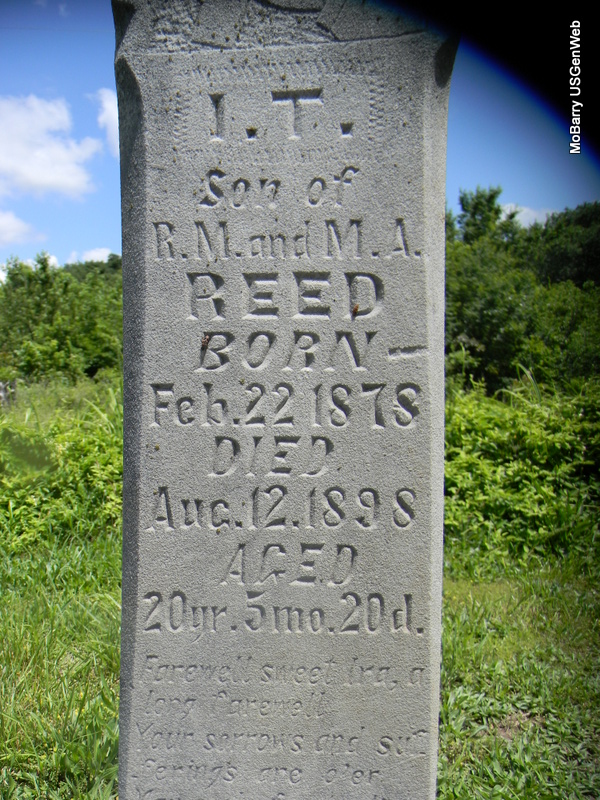 I. T.
Son of
R. M. and M. A.
REED
BORN —
Feb. 22 1878
DIED
Aug. 12. 1898
AGED
20 yr. 5 mo. 20 d.
Farewell sweet Ira, a
long farewell
Your sorrows and suf
ferings are o'er
MoBarry USGenWeb